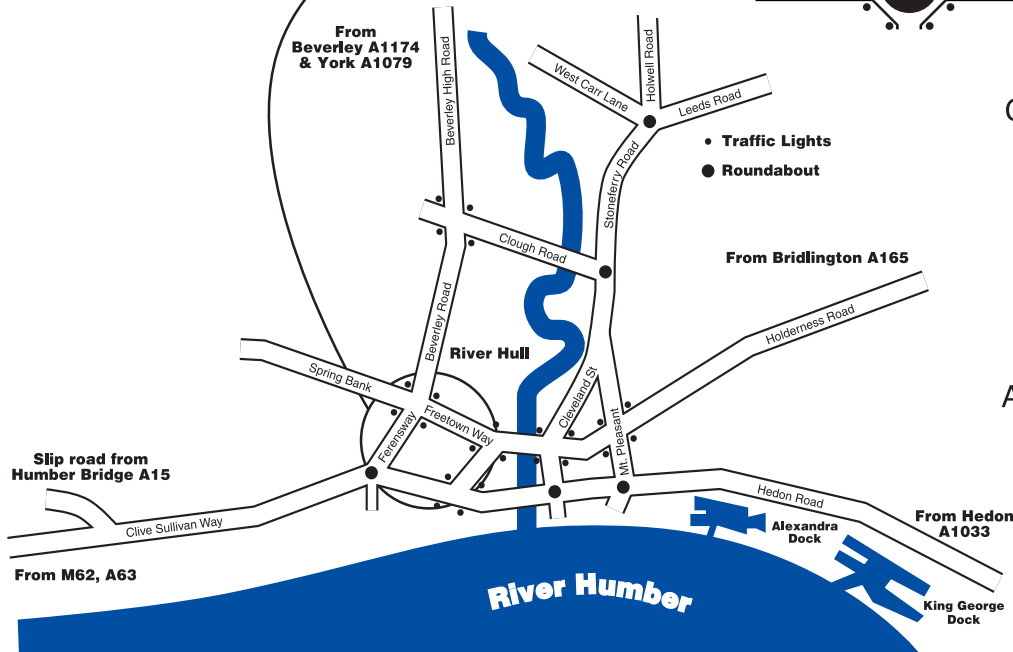 From
Beverley A1174
& York A1079
Beverley High Road
West Carr Lane
Holwell Road
Leeds Road
Traffic Lights
Roundabout
Stoneferry Road
Clough Road
From Bridlington A165
Holderness Road
Beverley Road
River Hull
Spring Bank
Freetown Way
Cleveland St
Ferensway
Mt. Pleasant
Slip road from
Humber Bridge A15
Clive Sullivan Way
Hedon Road
From Hedon
A1033
Alexandra
Dock
From M62, A63
River Humber
King George
Dock